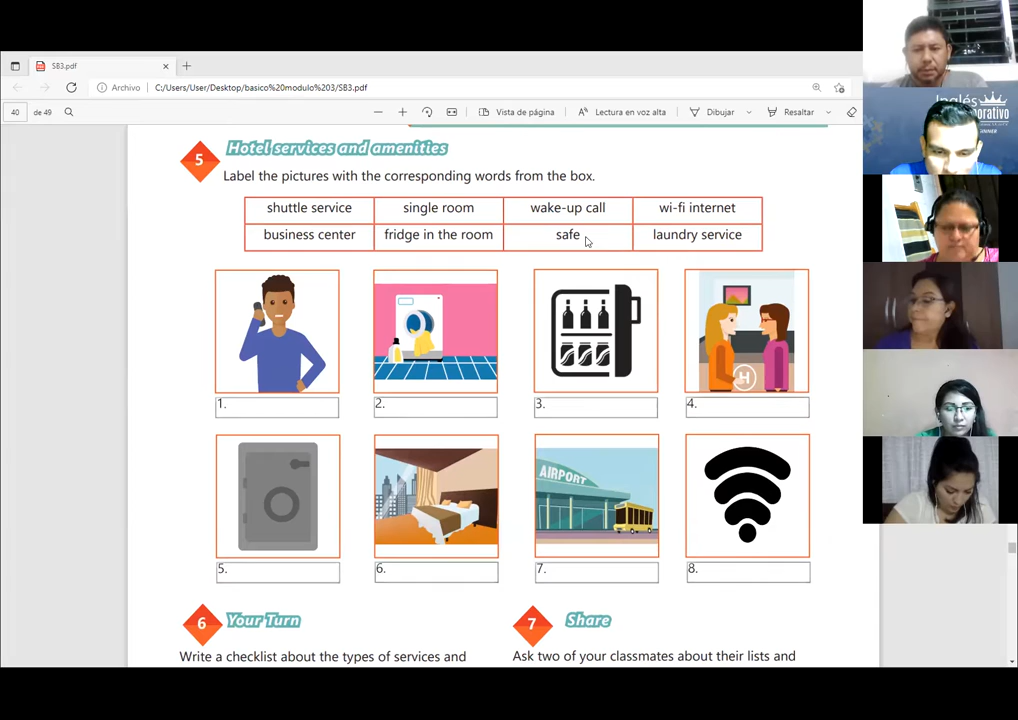 SB3.pdf
Archivo C:/Users/User/Desktop/basico%20modulo%203/SB3.pdf
40 de 49 Vista de página Lectura en voz alta Dibujar Resaltar
5 Hotel services and amenities
Label the pictures with the corresponding words from the box.
shuttle service single room wake-up call wi-fi internet
business center fridge in the room safe laundry service
H
1. 2. 3. 4.
AIRPORT
5. 6. 7. 8.
6 Your Turn 7 Share
Write a checklist about the types of services and
Ask two of your classmates about their lists and
Inglés